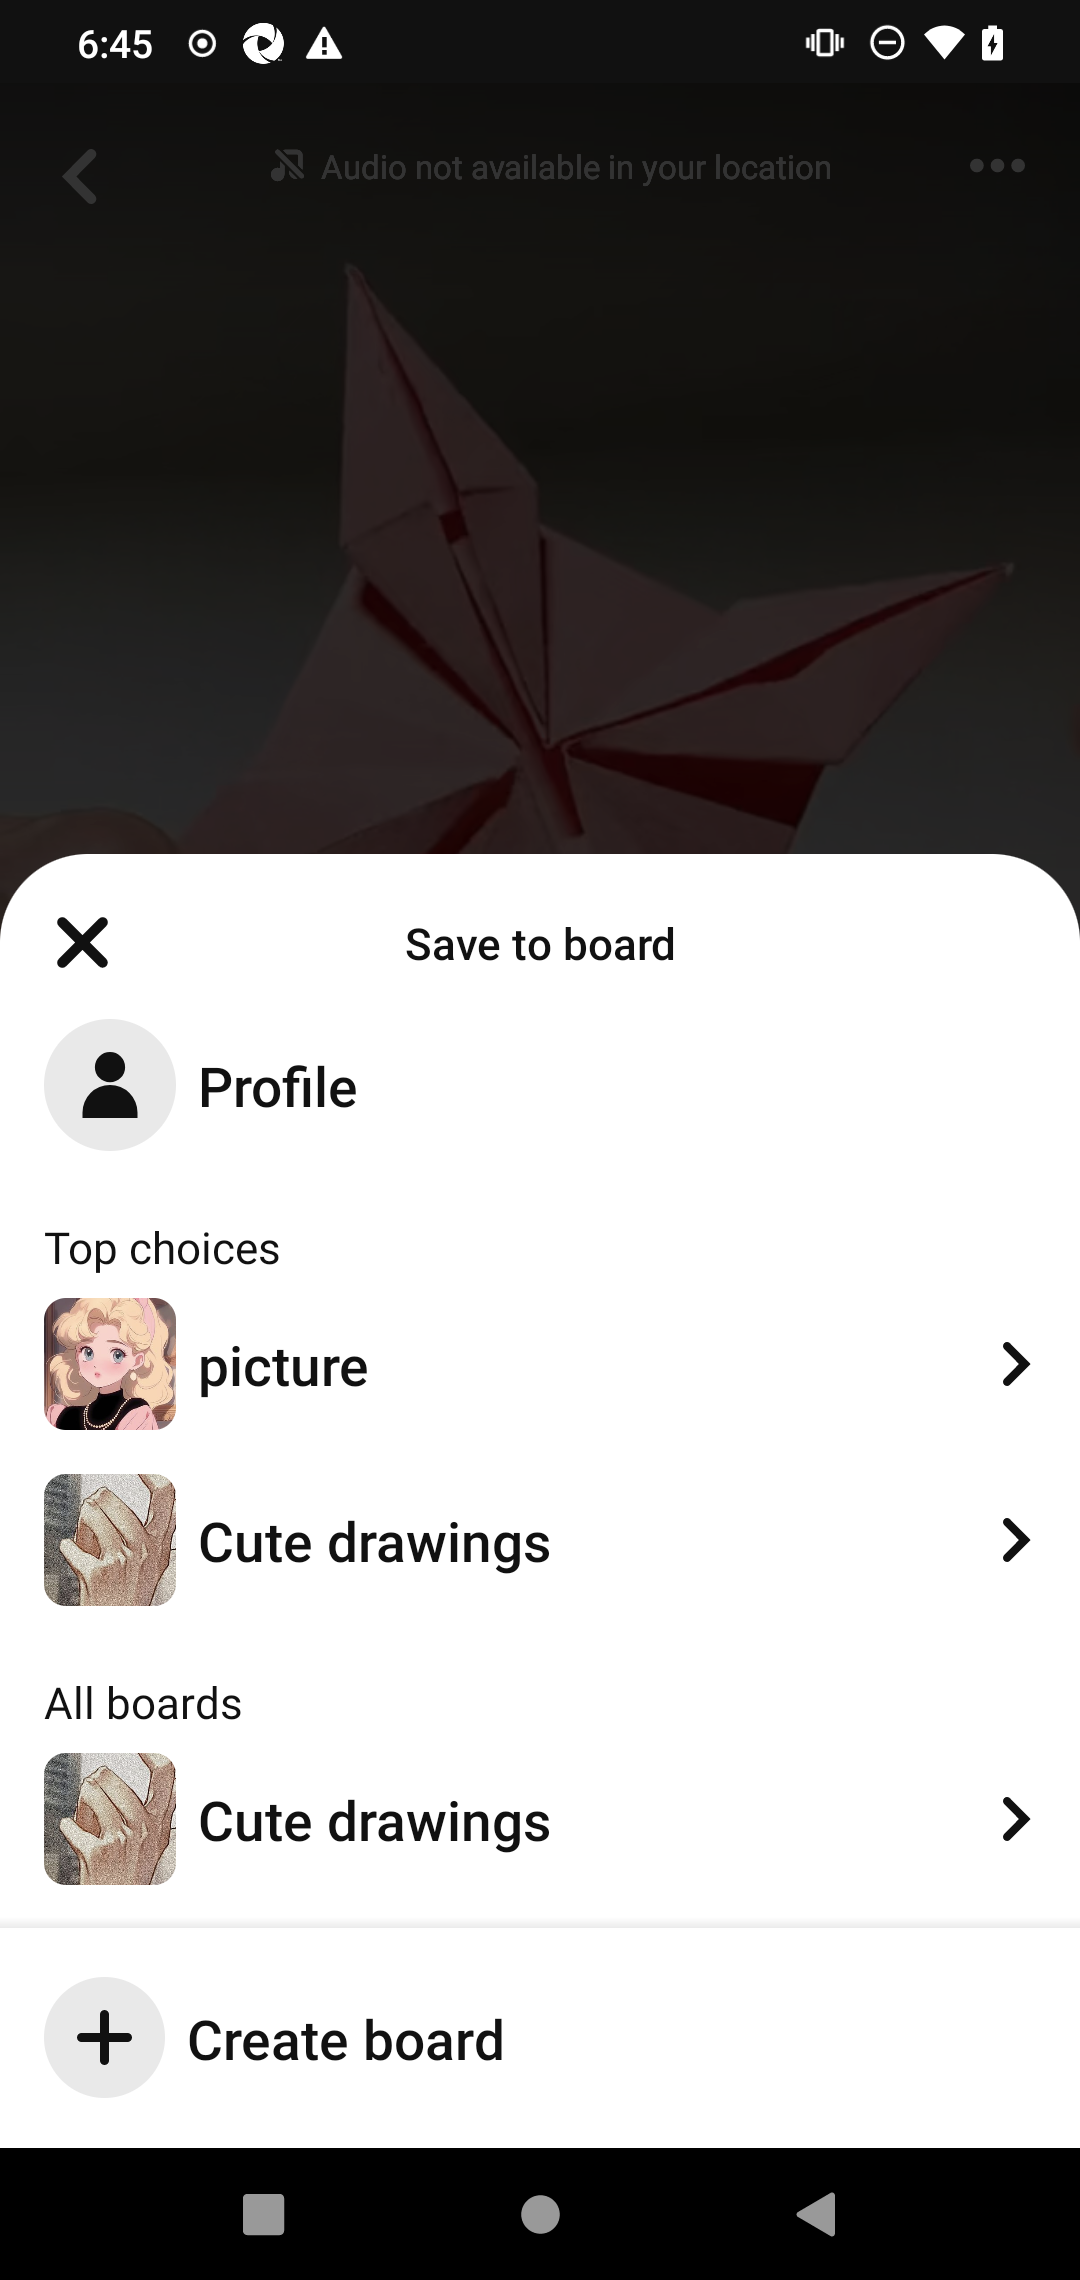 6:45
Audio not available in your location
Save to board
Profile
Top choices
picture
Cute drawings
All boards
Cute drawings
Create board